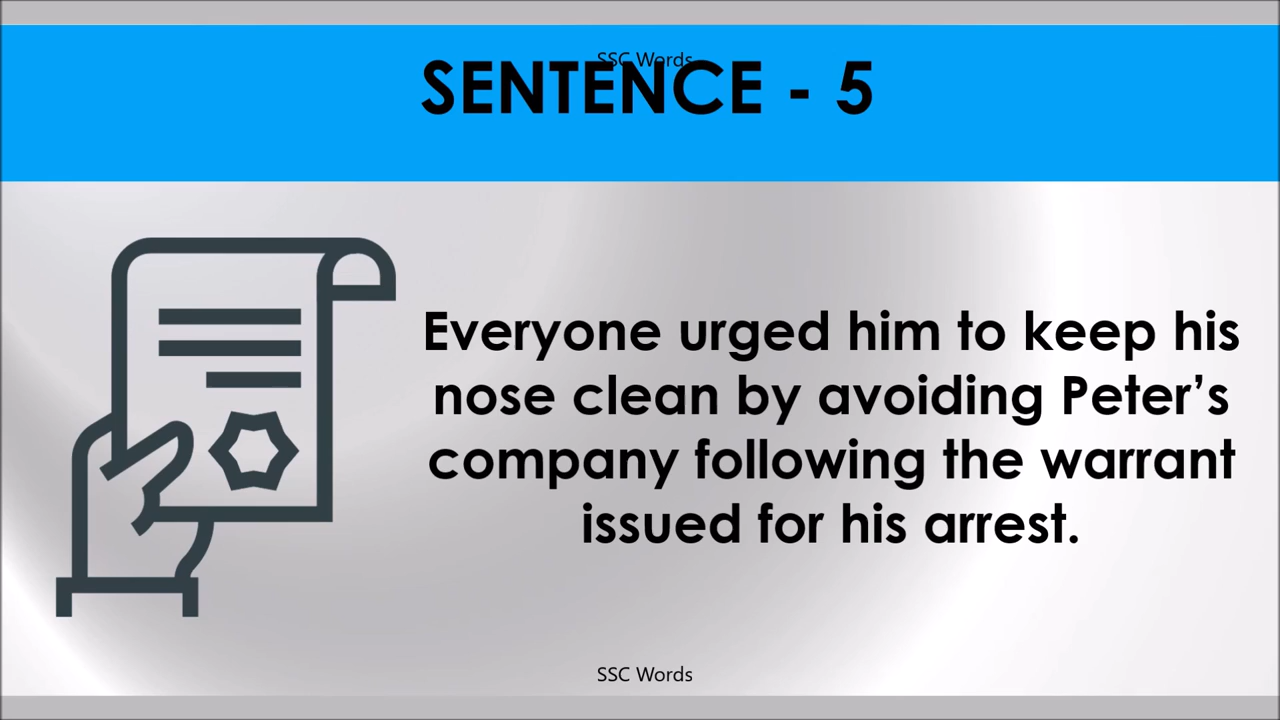 SSC Words
SENTENCE - 5
Everyone urged him to keep his
nose clean by avoiding Peter’s
company following the warrant
issued for his arrest.
SSC Words